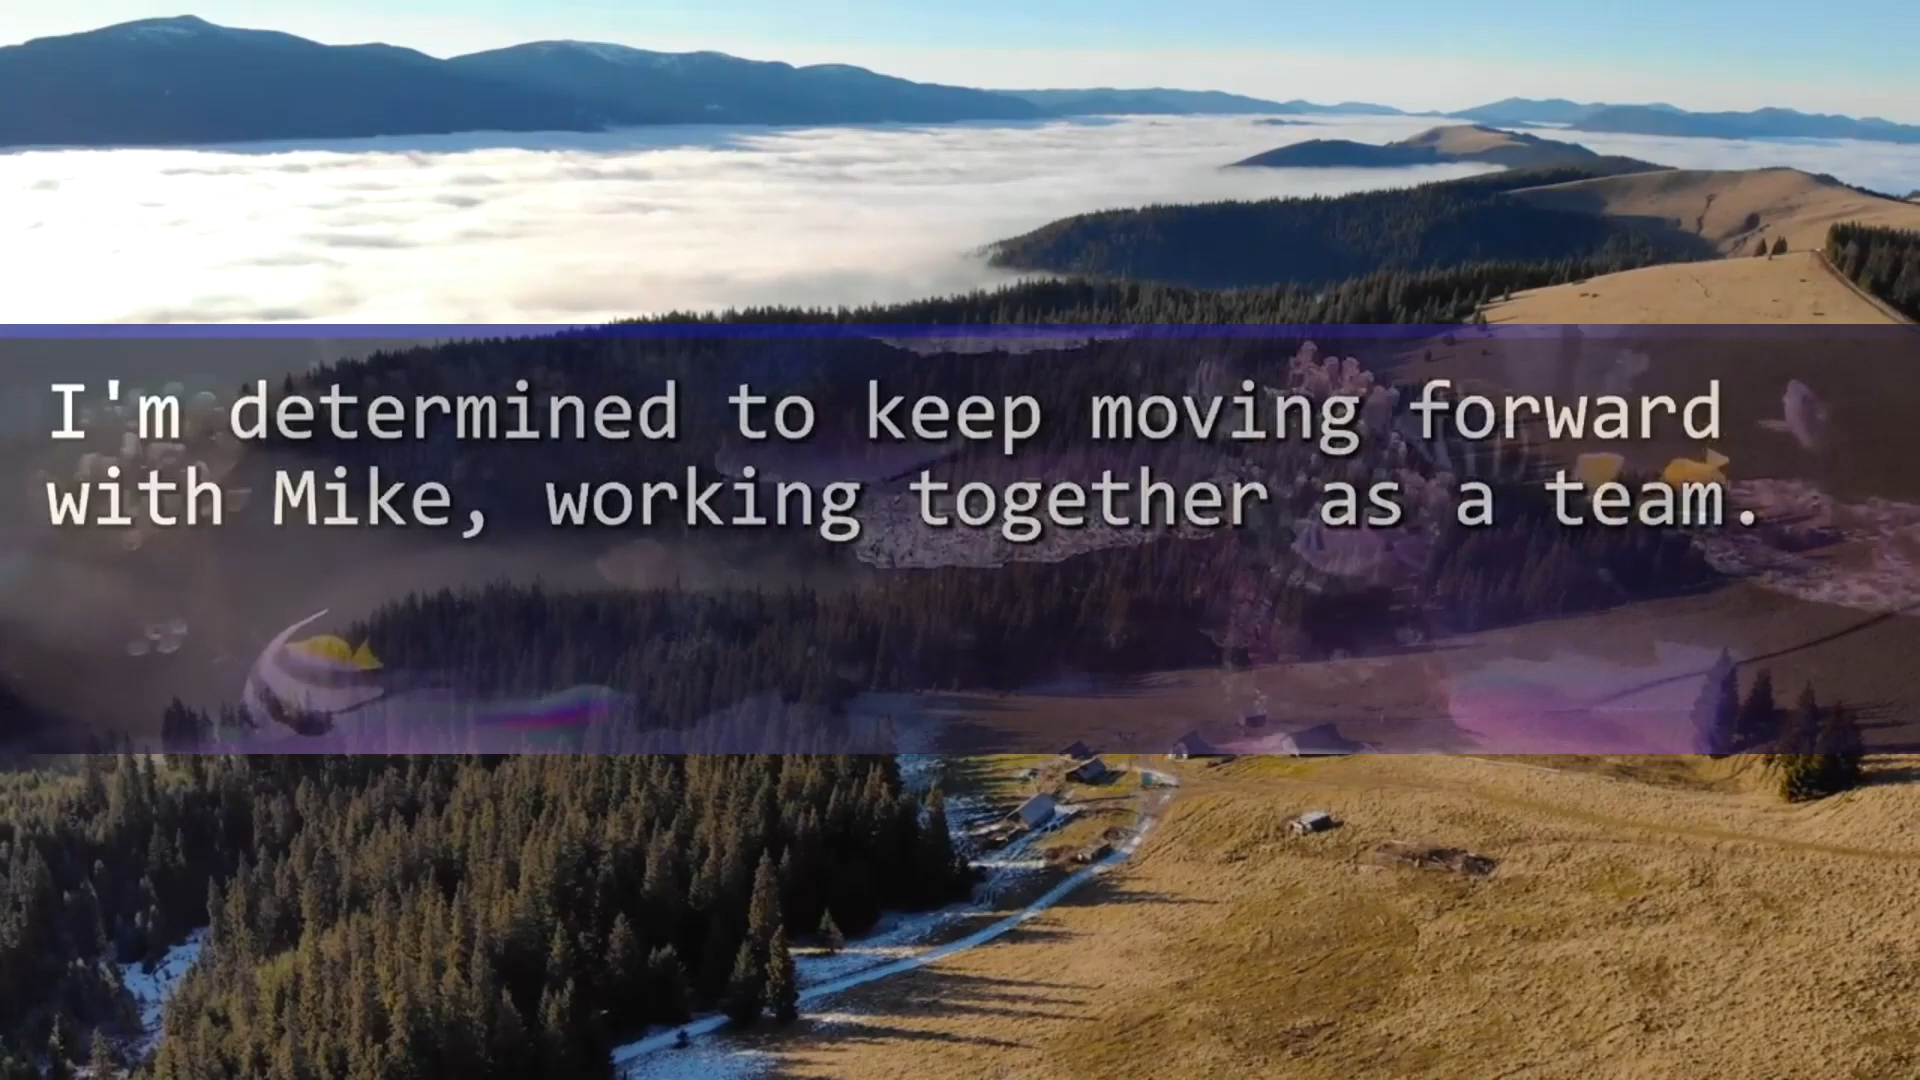 I'm determined to keep moving forward
with Mike, working together as a team.